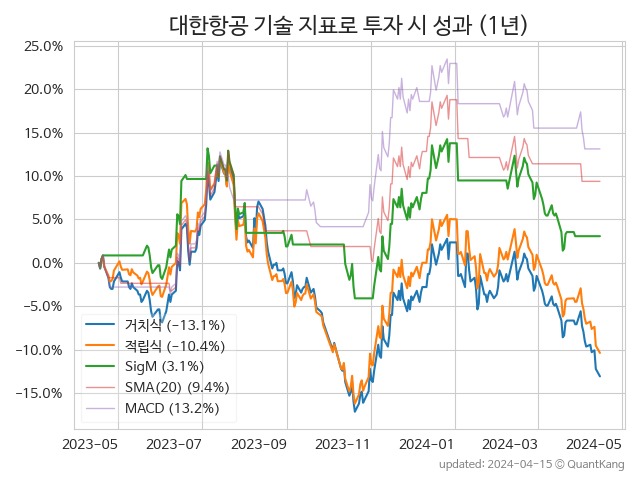 대한항공 기술 지표로 투자 시 성과 (1년)
25.0%
20.0%
15.0%
10.0%
5.0%
0.0%
−5.0%
−10.0%
−15.0%
거치식 (−13.1%)
적립식 (−10.4%)
SigM (3.1%)
SMA(20) (9.4%)
MACD (13.2%)
2023-05 2023-07 2023-09 2023-11 2024-01 2024-03 2024-05
updated: 2024-04-15 © QuantKang